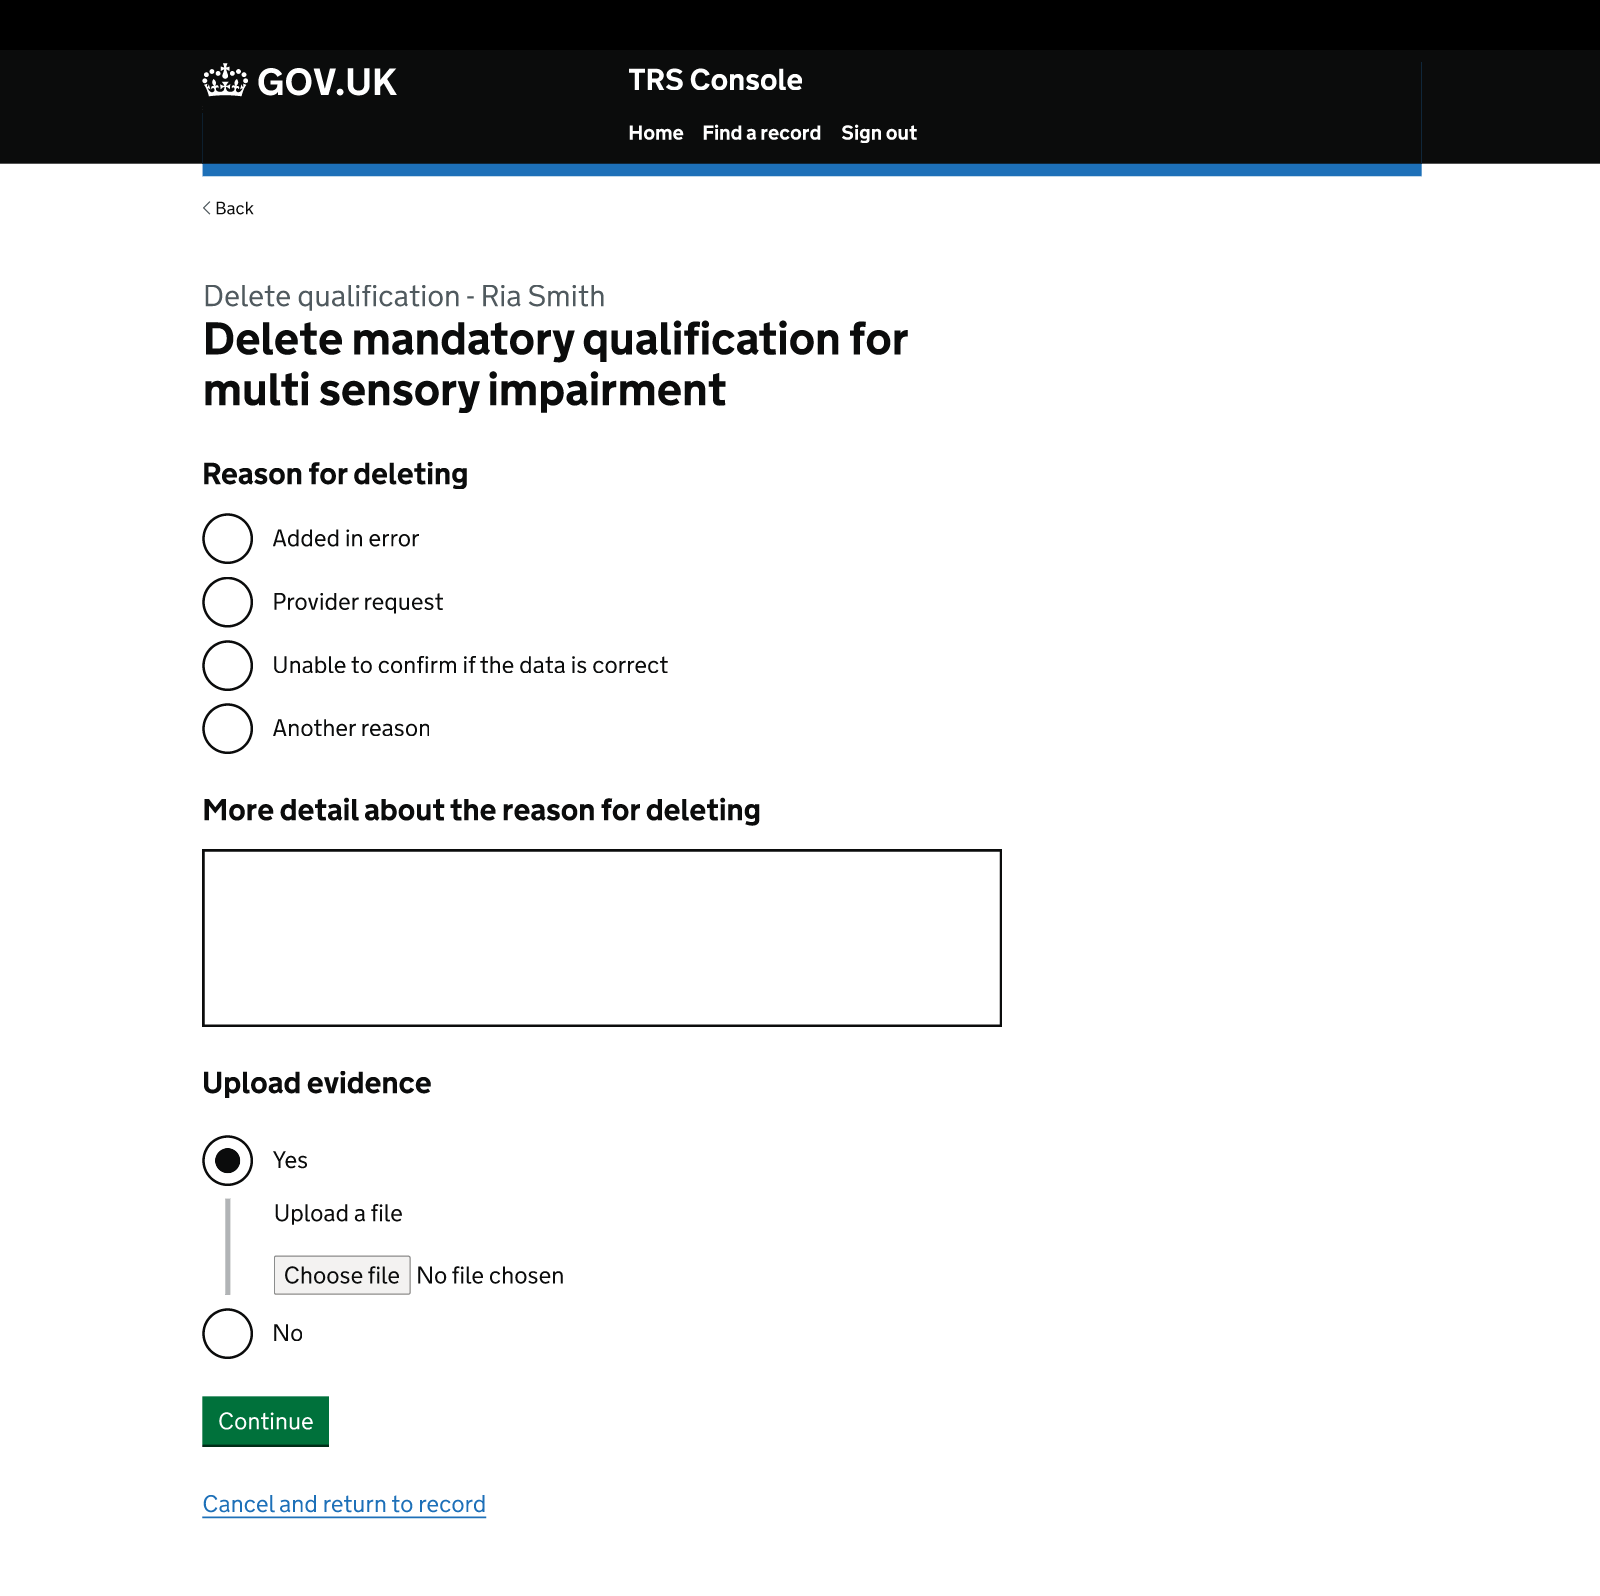 GOV.UK
TRS Console
Home Find a record Sign out
Back
Delete qualification - Ria Smith
Delete mandatory qualification for
multi sensory impairment
Reason for deleting
Added in error
Provider request
Unable to confirm if the data is correct
Another reason
More detail about the reason for deleting
Upload evidence
Yes
Upload a file
Choose file No file chosen
No
Continue
Cancel and return to record